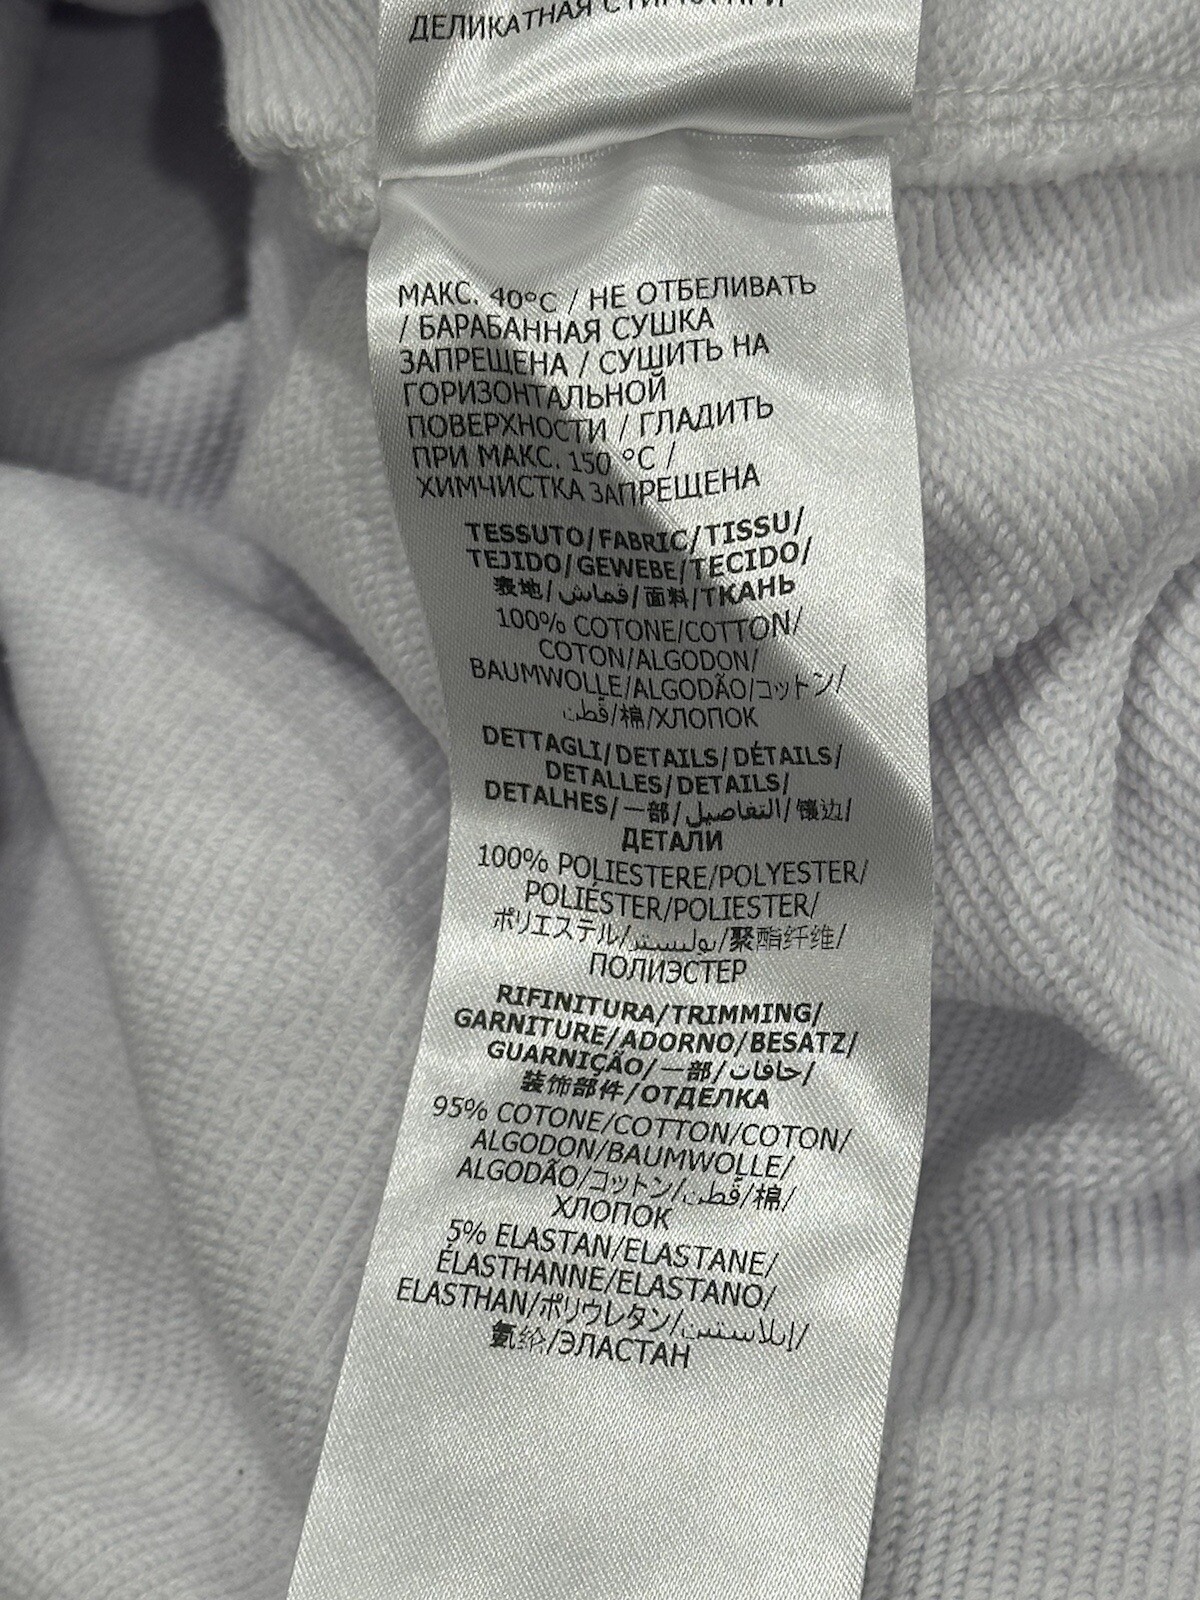 ДЕЛИКАТНАЯ СТИРКА ПРИ
МАКС. 40°C / НЕ ОТБЕЛИВАТЬ
/ БАРАБАННАЯ СУШКА
ЗАПРЕЩЕНА / СУШИТЬ НА
ГОРИЗОНТАЛЬНОЙ
ПОВЕРХНОСТИ / ГЛАДИТЬ
ПРИ МАКС. 150 °C /
ХИМЧИСТКА ЗАПРЕЩЕНА
TESSUTO/FABRIC/TISSU/
TEJIDO/GEWEBE/TECIDO/
表地/قماش/面料/ТКАНЬ
100% COTONE/COTTON/
COTON/ALGODON/
BAUMWOLLE/ALGODÃO/コットン/
قطن/棉/ХЛОПОК
DETTAGLI/DETAILS/DÉTAILS/
DETALLES/DETAILS/
DETALHES/一部/التفاصيل/镶边/
ДЕТАЛИ
100% POLIESTERE/POLYESTER/
POLIÉSTER/POLIESTER/
ポリエステル/بوليستر/聚酯纤维/
ПОЛИЭСТЕР
RIFINITURA/TRIMMING/
GARNITURE/ADORNO/BESATZ/
GUARNIÇÃO/一部/حافات/
装饰部件/ОТДЕЛКА
95% COTONE/COTTON/COTON/
ALGODON/BAUMWOLLE/
ALGODÃO/コットン/قطن/棉/
ХЛОПОК
5% ELASTAN/ELASTANE/
ÉLASTHANNE/ELASTANO/
ELASTHAN/ポリウレタン/إيلاستين/
氨纶/ЭЛАСТАН